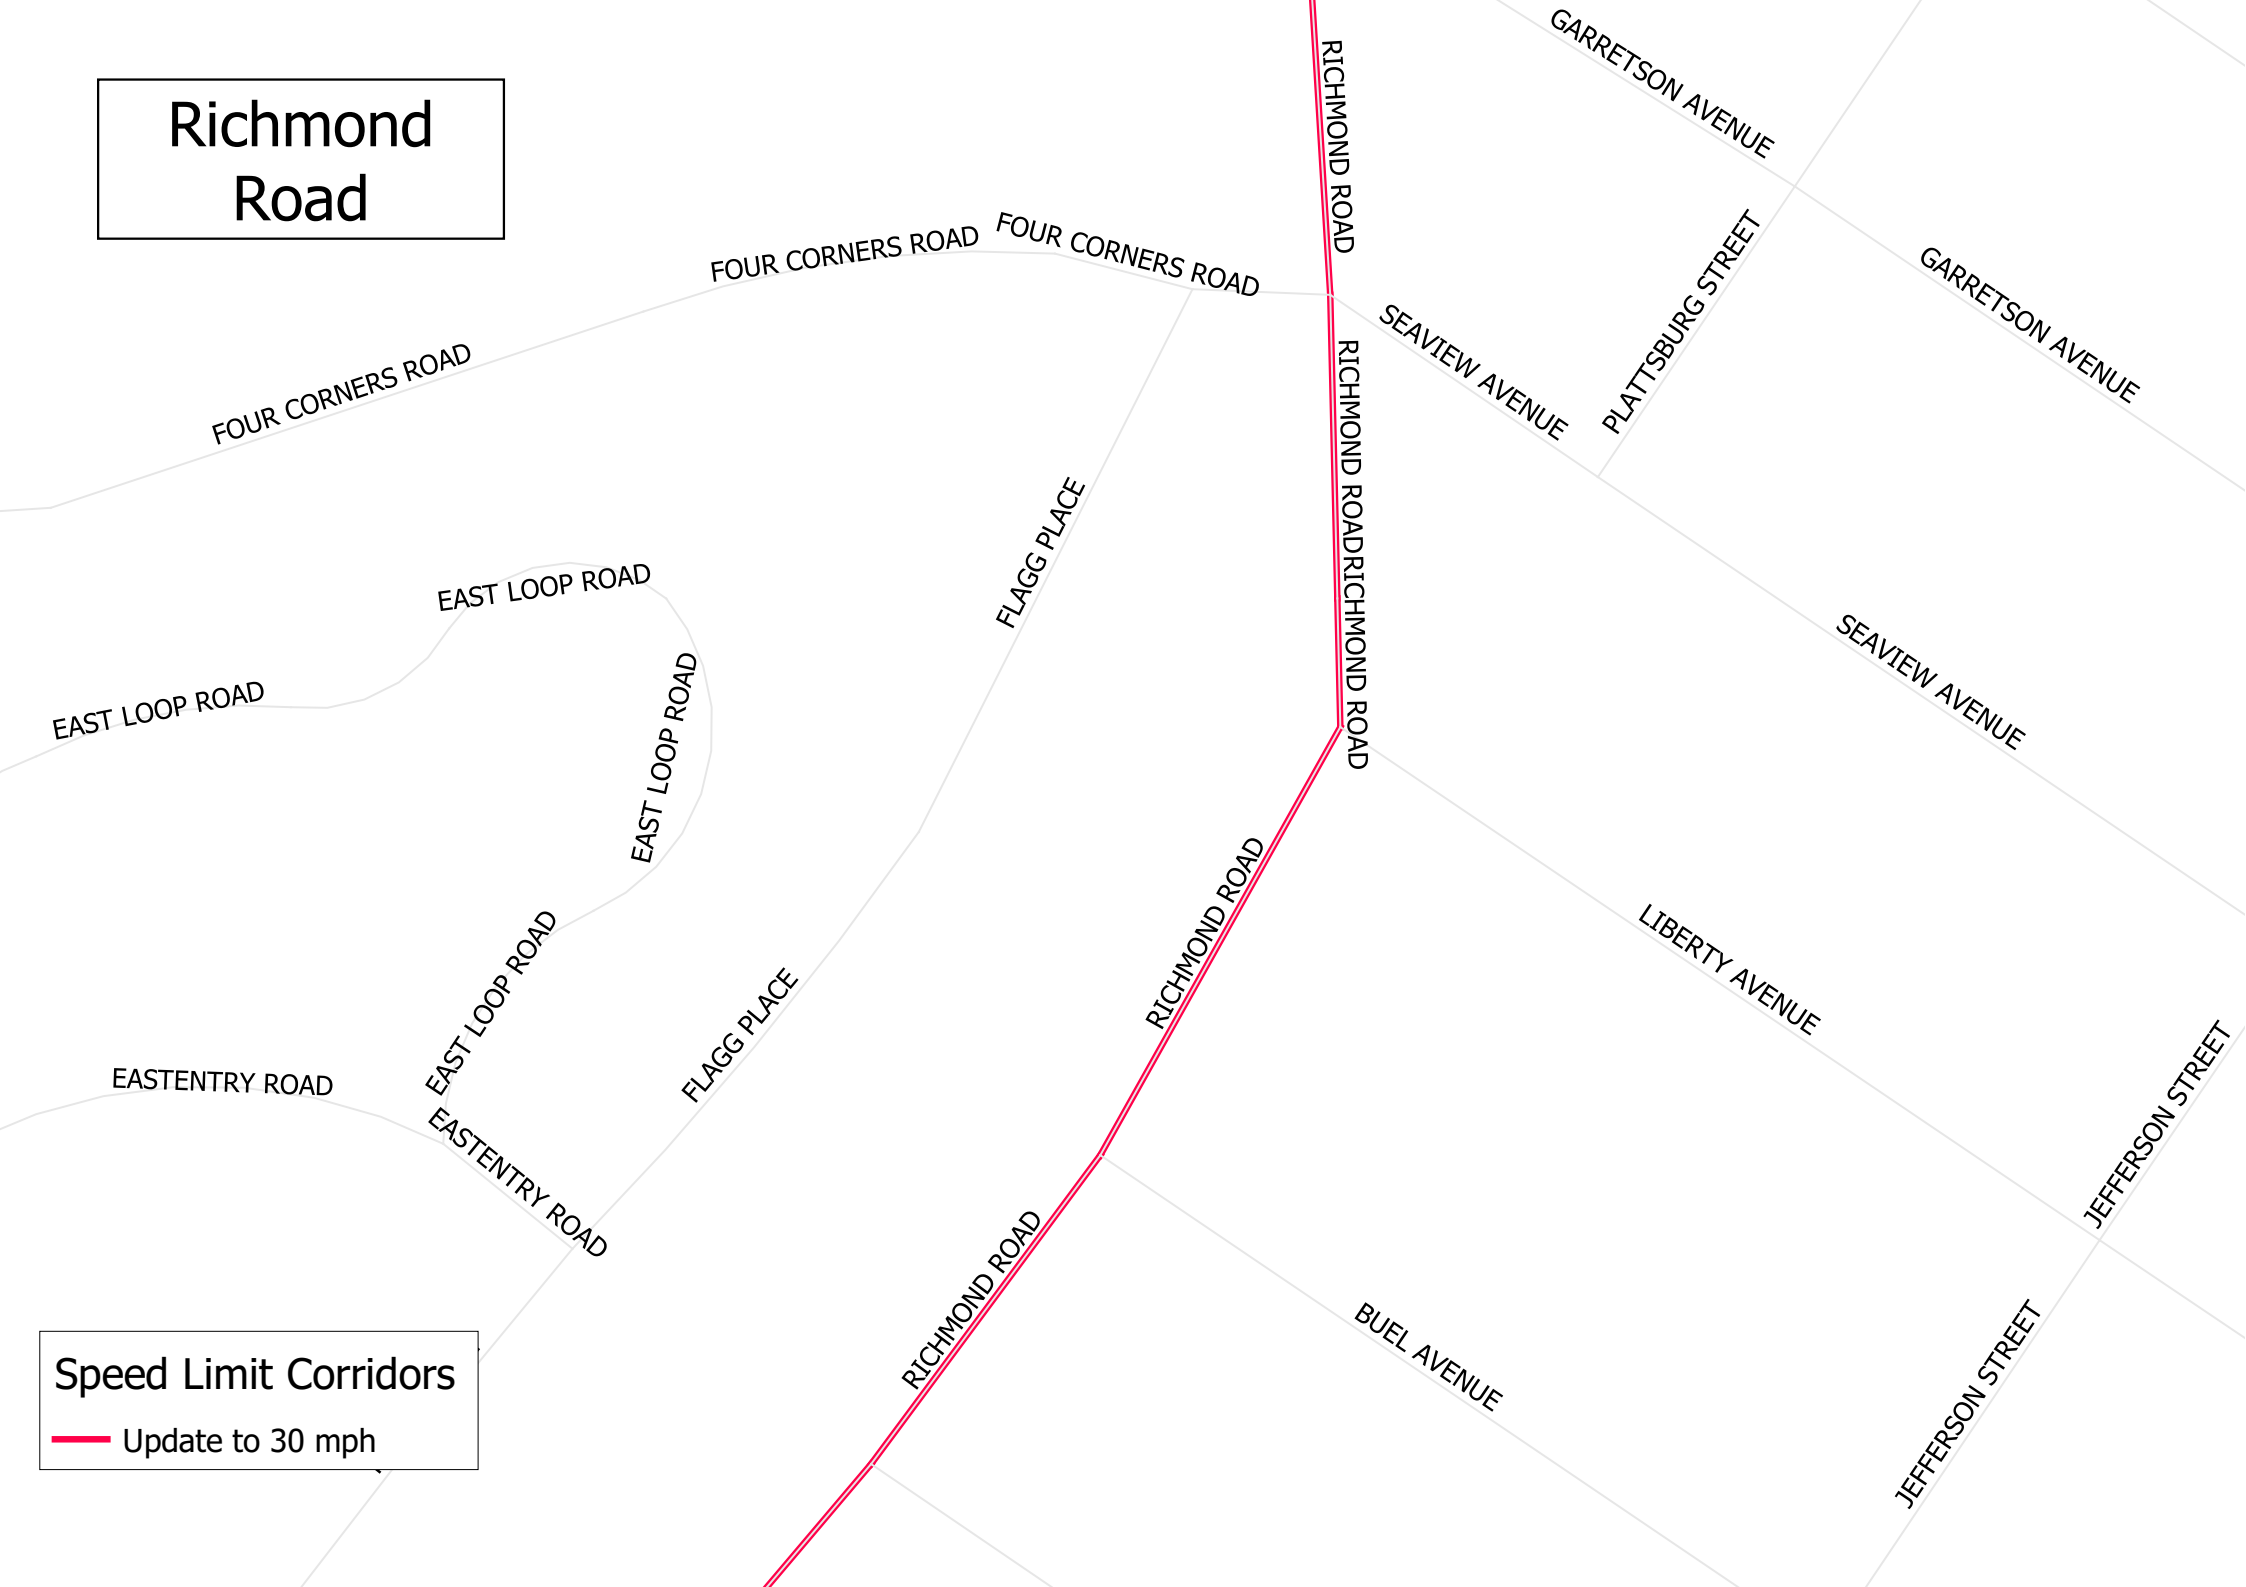 Richmond
Road
GARRETSON AVENUE
RICHMOND ROAD
FOUR CORNERS ROAD
FOUR CORNERS ROAD
PLATTSBURG STREET
GARRETSON AVENUE
FOUR CORNERS ROAD
SEAVIEW AVENUE
RICHMOND ROAD
FLAGG PLACE
RICHMOND ROAD
EAST LOOP ROAD
EAST LOOP ROAD
EAST LOOP ROAD
SEAVIEW AVENUE
RICHMOND ROAD
LIBERTY AVENUE
EAST LOOP ROAD
FLAGG PLACE
EASTENTRY ROAD
JEFFERSON STREET
EASTENTRY ROAD
RICHMOND ROAD
BUEL AVENUE
JEFFERSON STREET
Speed Limit Corridors
Update to 30 mph